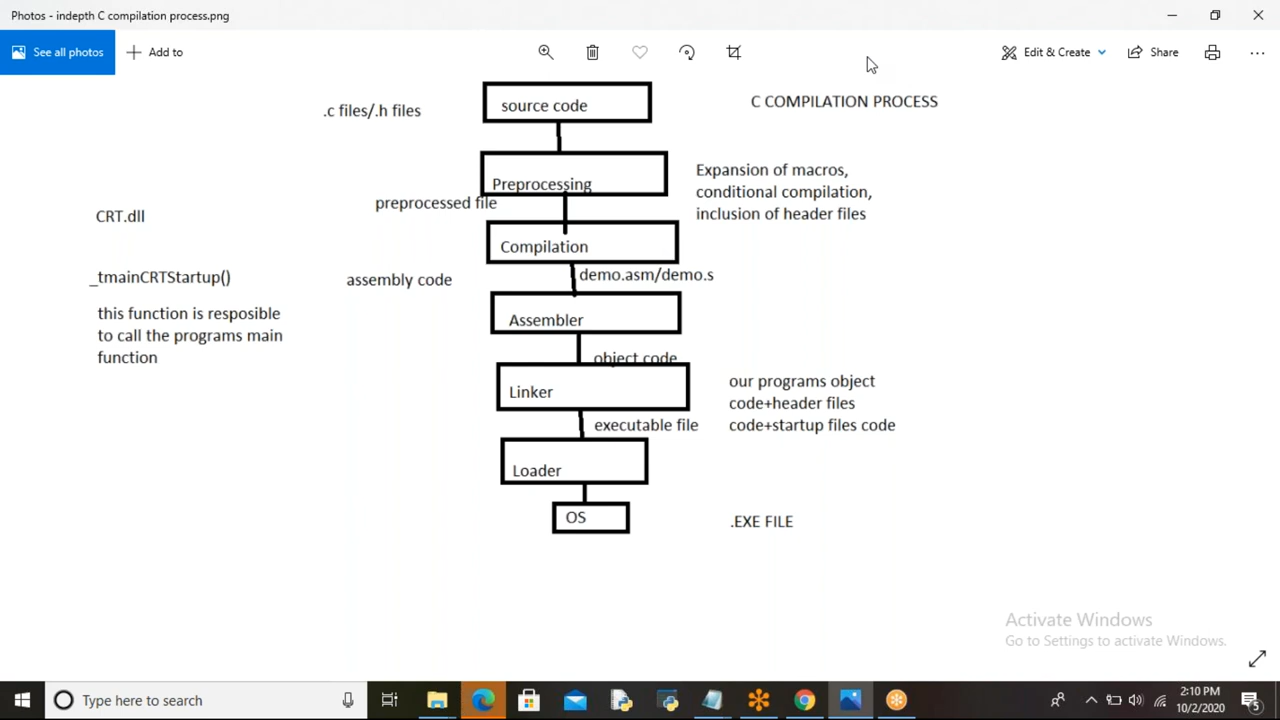 Photos - indepth C compilation process.png
See all photos
Add to
Edit & Create
Share
.c files/.h files
source code
C COMPILATION PROCESS
Preprocessing
Expansion of macros,
conditional compilation,
inclusion of header files
preprocessed file
CRT.dll
Compilation
_tmainCRTStartup()
assembly code
demo.asm/demo.s
this function is resposible
to call the programs main
function
Assembler
object code
Linker
our programs object
code+header files
code+startup files code
executable file
Loader
OS
.EXE FILE
Activate Windows
Go to Settings to activate Windows.
Type here to search
2:10 PM
10/2/2020
5